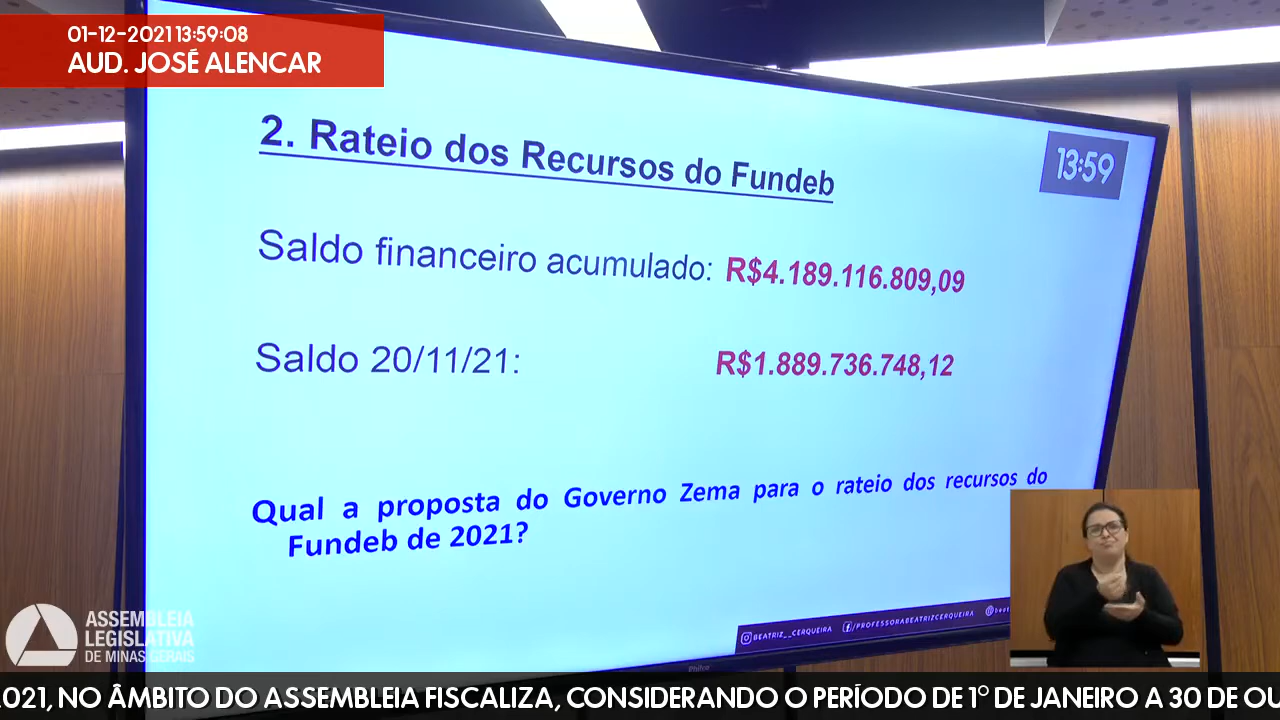 01-12-2021 13:59:08
AUD. JOSÉ ALENCAR
2. Rateio dos Recursos do Fundeb
13:59
Saldo financeiro acumulado: R$4.189.116.809,09
Saldo 20/11/21: R$1.889.736.748,12
Qual a proposta do Governo Zema para o rateio dos recursos do
Fundeb de 2021?
BEATRIZ__CERQUEIRA /PROFESSORABEATRIZCERQUEIRA
Philco
ASSEMBLEIA
LEGISLATIVA
DE MINAS GERAIS
2021, NO ÂMBITO DO ASSEMBLEIA FISCALIZA, CONSIDERANDO O PERÍODO DE 1° DE JANEIRO A 30 DE OU